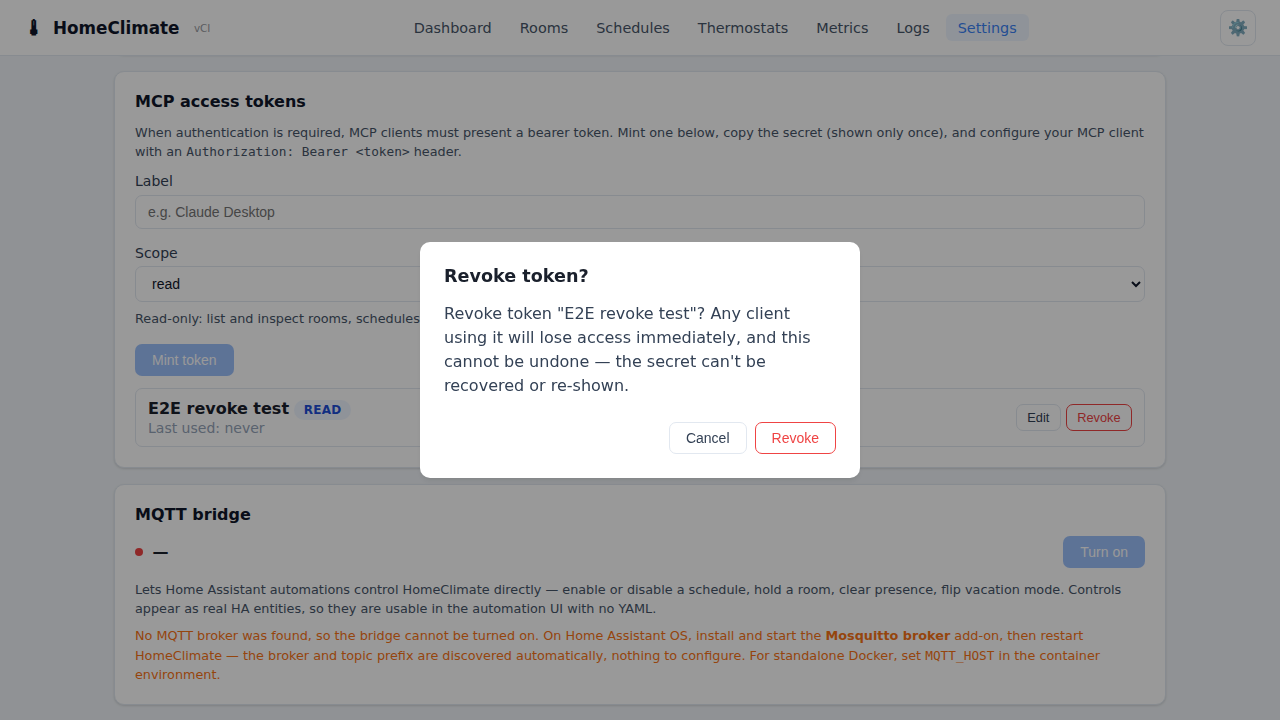 HomeClimate vCI Dashboard Rooms Schedules Thermostats Metrics Logs Settings
MCP access tokens
When authentication is required, MCP clients must present a bearer token. Mint one below, copy the secret (shown only once), and configure your MCP client
with an Authorization: Bearer <token> header.
Label
e.g. Claude Desktop
Scope
read
Read-only: list and inspect rooms, schedules
Mint token
E2E revoke test READ
Last used: never
Edit Revoke
Revoke token?
Revoke token "E2E revoke test"? Any client
using it will lose access immediately, and this
cannot be undone — the secret can't be
recovered or re-shown.
Cancel Revoke
MQTT bridge
—
Turn on
Lets Home Assistant automations control HomeClimate directly — enable or disable a schedule, hold a room, clear presence, flip vacation mode. Controls
appear as real HA entities, so they are usable in the automation UI with no YAML.
No MQTT broker was found, so the bridge cannot be turned on. On Home Assistant OS, install and start the Mosquitto broker add-on, then restart
HomeClimate — the broker and topic prefix are discovered automatically, nothing to configure. For standalone Docker, set MQTT_HOST in the container
environment.